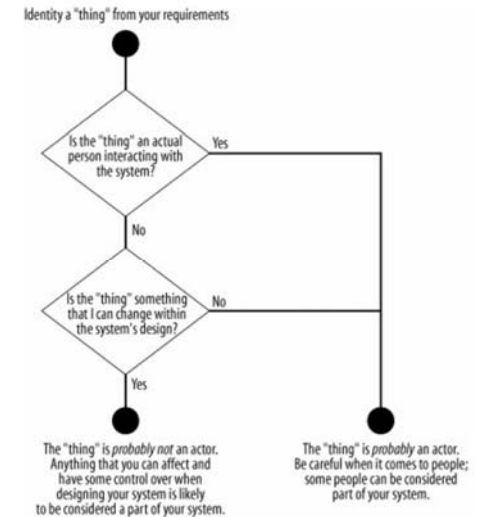 Identity a "thing" from your requirements
Is the "thing" an actual
person interacting with
the system?
Yes
No
Is the "thing" something
that I can change within
the system's design?
No
Yes
The "thing" is probably not an actor.
Anything that you can affect and
have some control over when
designing your system is likely
to be considered a part of your system.
The "thing" is probably an actor.
Be careful when it comes to people;
some people can be considered
part of your system.